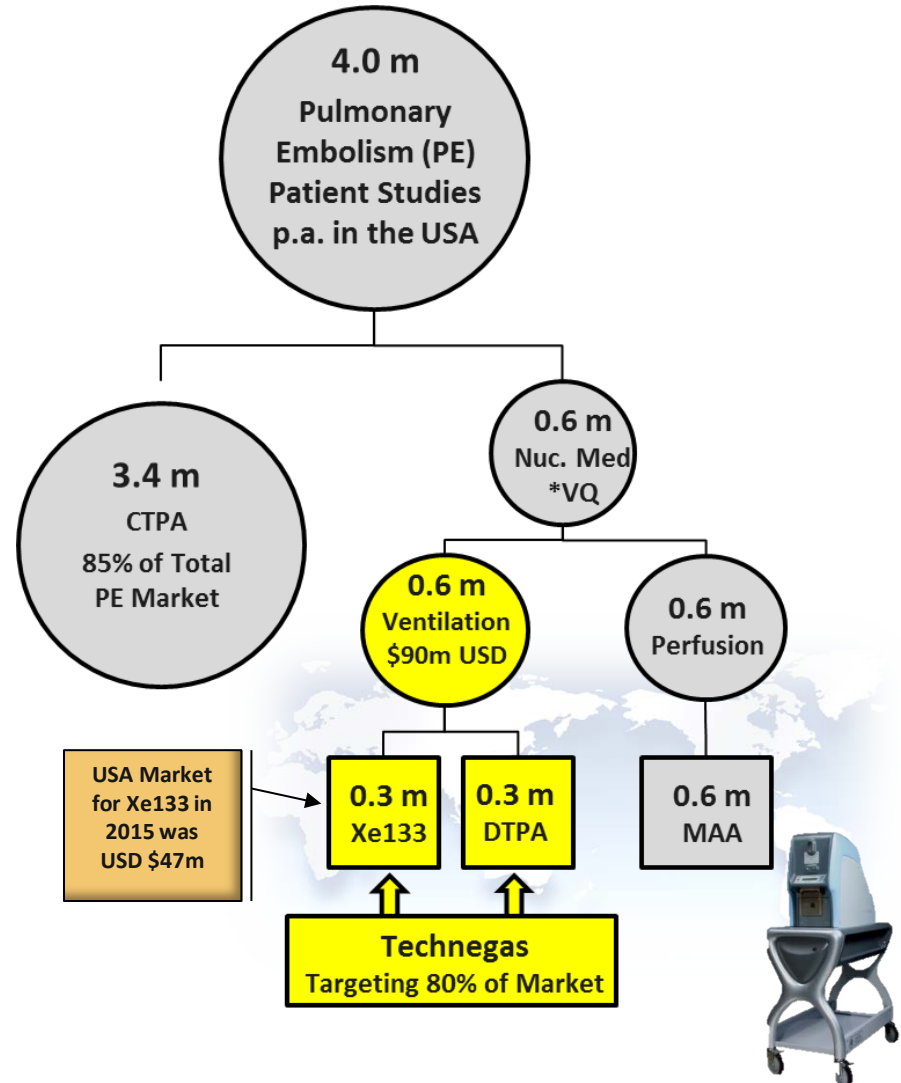 4.0 m
Pulmonary
Embolism (PE)
Patient Studies
p.a. in the USA
3.4 m
CTPA
85% of Total
PE Market
0.6 m
Nuc. Med
*VQ
0.6 m
Ventilation
$90m USD
0.6 m
Perfusion
USA Market
for Xe133 in
2015 was
USD $47m
0.3 m
Xe133
0.3 m
DTPA
0.6 m
MAA
Technegas
Targeting 80% of Market